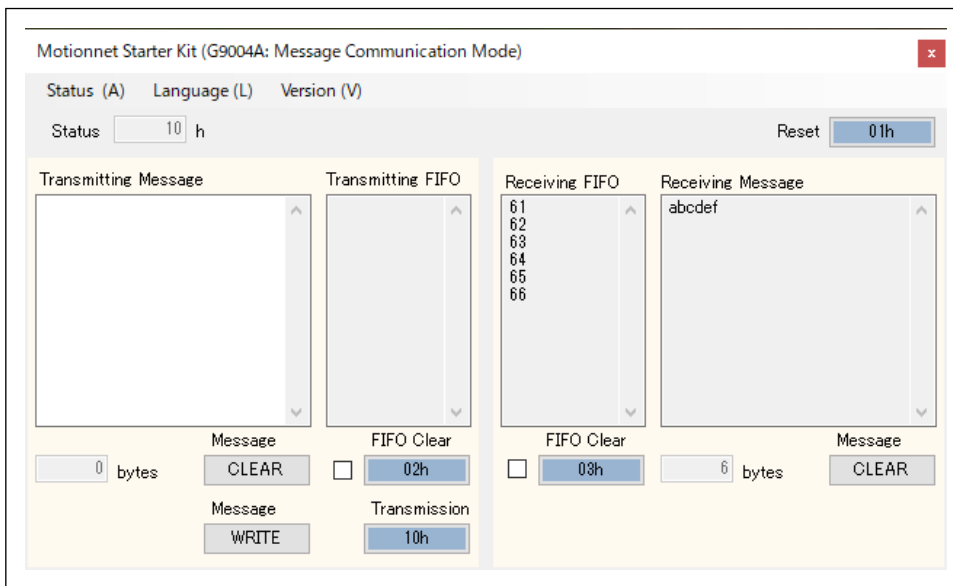 Motionnet Starter Kit (G9004A: Message Communication Mode)
x
Status (A) Language (L) Version (V)
Status 10 h Reset 01h
Transmitting Message Transmitting FIFO Receiving FIFO Receiving Message
61 abcdef
62
63
64
65
66
Message FIFO Clear FIFO Clear Message
0 bytes CLEAR 02h 03h 6 bytes CLEAR
Message Transmission
WRITE 10h